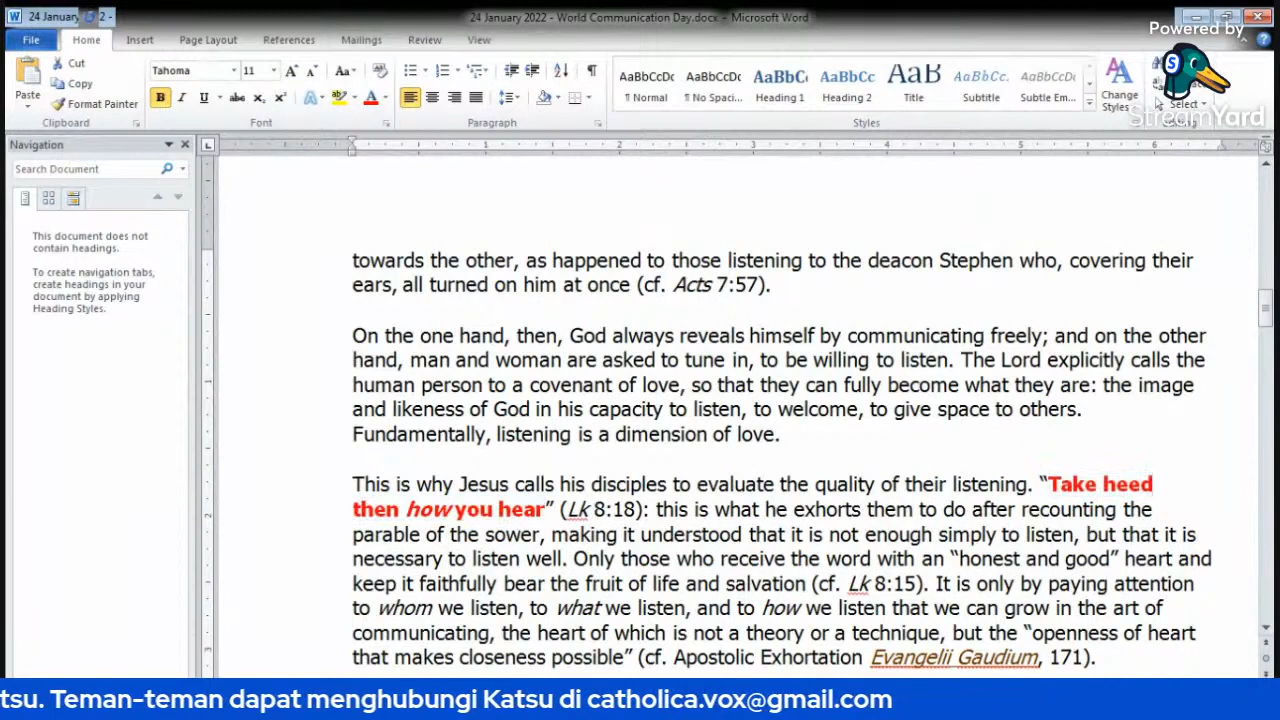 24 January 2 - 24 January 2022 - World Communication Day.docx - Microsoft Word
Powered by
StreamYard
File Home Insert Page Layout References Mailings Review View
Paste
Cut
Copy
Format Painter
Clipboard
Tahoma 11
Font
Paragraph
AaBbCcDc AaBbCcDc AaBbC AaBbCc AaB AaBbCc. AaBbCcDc
¶ Normal ¶ No Spaci... Heading 1 Heading 2 Title Subtitle Subtle Em...
Change Styles
Styles
Select
Navigation
Search Document
This document does not
contain headings.
To create navigation tabs,
create headings in your
document by applying
Heading Styles.
towards the other, as happened to those listening to the deacon Stephen who, covering their
ears, all turned on him at once (cf. Acts 7:57).
On the one hand, then, God always reveals himself by communicating freely; and on the other
hand, man and woman are asked to tune in, to be willing to listen. The Lord explicitly calls the
human person to a covenant of love, so that they can fully become what they are: the image
and likeness of God in his capacity to listen, to welcome, to give space to others.
Fundamentally, listening is a dimension of love.
This is why Jesus calls his disciples to evaluate the quality of their listening. “Take heed
then how you hear” (Lk 8:18): this is what he exhorts them to do after recounting the
parable of the sower, making it understood that it is not enough simply to listen, but that it is
necessary to listen well. Only those who receive the word with an “honest and good” heart and
keep it faithfully bear the fruit of life and salvation (cf. Lk 8:15). It is only by paying attention
to whom we listen, to what we listen, and to how we listen that we can grow in the art of
communicating, the heart of which is not a theory or a technique, but the “openness of heart
that makes closeness possible” (cf. Apostolic Exhortation Evangelii Gaudium, 171).
tsu. Teman-teman dapat menghubungi Katsu di catholica.vox@gmail.com